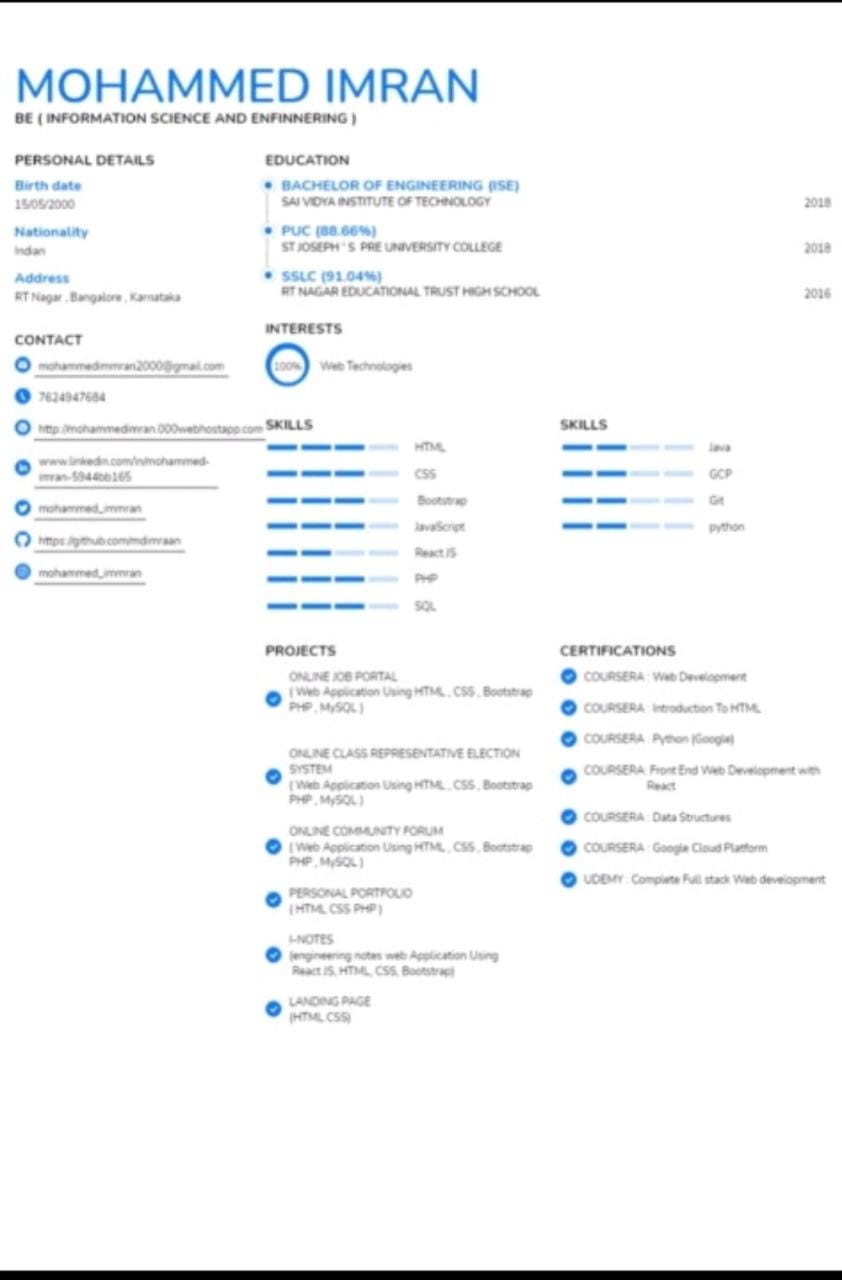 MOHAMMED IMRAN
BE ( INFORMATION SCIENCE AND ENFINNERING )
PERSONAL DETAILS
Birth date
15/05/2000
Nationality
Indian
Address
RT Nagar , Bangalore , Karnataka
CONTACT
mohammedimmran2000@gmail.com
7624947684
http://mohammedimran.000webhostapp.com
www.linkedin.com/in/mohammed-
imran-5944bb165
mohammed_immran
https://github.com/mdimraan
mohammed_immran
EDUCATION
BACHELOR OF ENGINEERING (ISE)
SAI VIDYA INSTITUTE OF TECHNOLOGY 2018
PUC (88.66%)
ST JOSEPH ' S PRE UNIVERSITY COLLEGE 2018
SSLC (91.04%)
RT NAGAR EDUCATIONAL TRUST HIGH SCHOOL 2016
INTERESTS
100% Web Technologies
SKILLS
HTML
CSS
Bootstrap
JavaScript
React JS
PHP
SQL
SKILLS
Java
GCP
Git
python
PROJECTS
ONLINE JOB PORTAL
( Web Application Using HTML , CSS , Bootstrap
PHP , MySQL )
ONLINE CLASS REPRESENTATIVE ELECTION
SYSTEM
( Web Application Using HTML , CSS , Bootstrap
PHP , MySQL )
ONLINE COMMUNITY FORUM
( Web Application Using HTML , CSS , Bootstrap
PHP , MySQL )
PERSONAL PORTFOLIO
( HTML CSS PHP )
I-NOTES
(engineering notes web Application Using
React JS, HTML, CSS, Bootstrap)
LANDING PAGE
(HTML CSS)
CERTIFICATIONS
COURSERA : Web Development
COURSERA : Introduction To HTML
COURSERA : Python (Google)
COURSERA: Front End Web Development with
React
COURSERA : Data Structures
COURSERA : Google Cloud Platform
UDEMY : Complete Full stack Web development